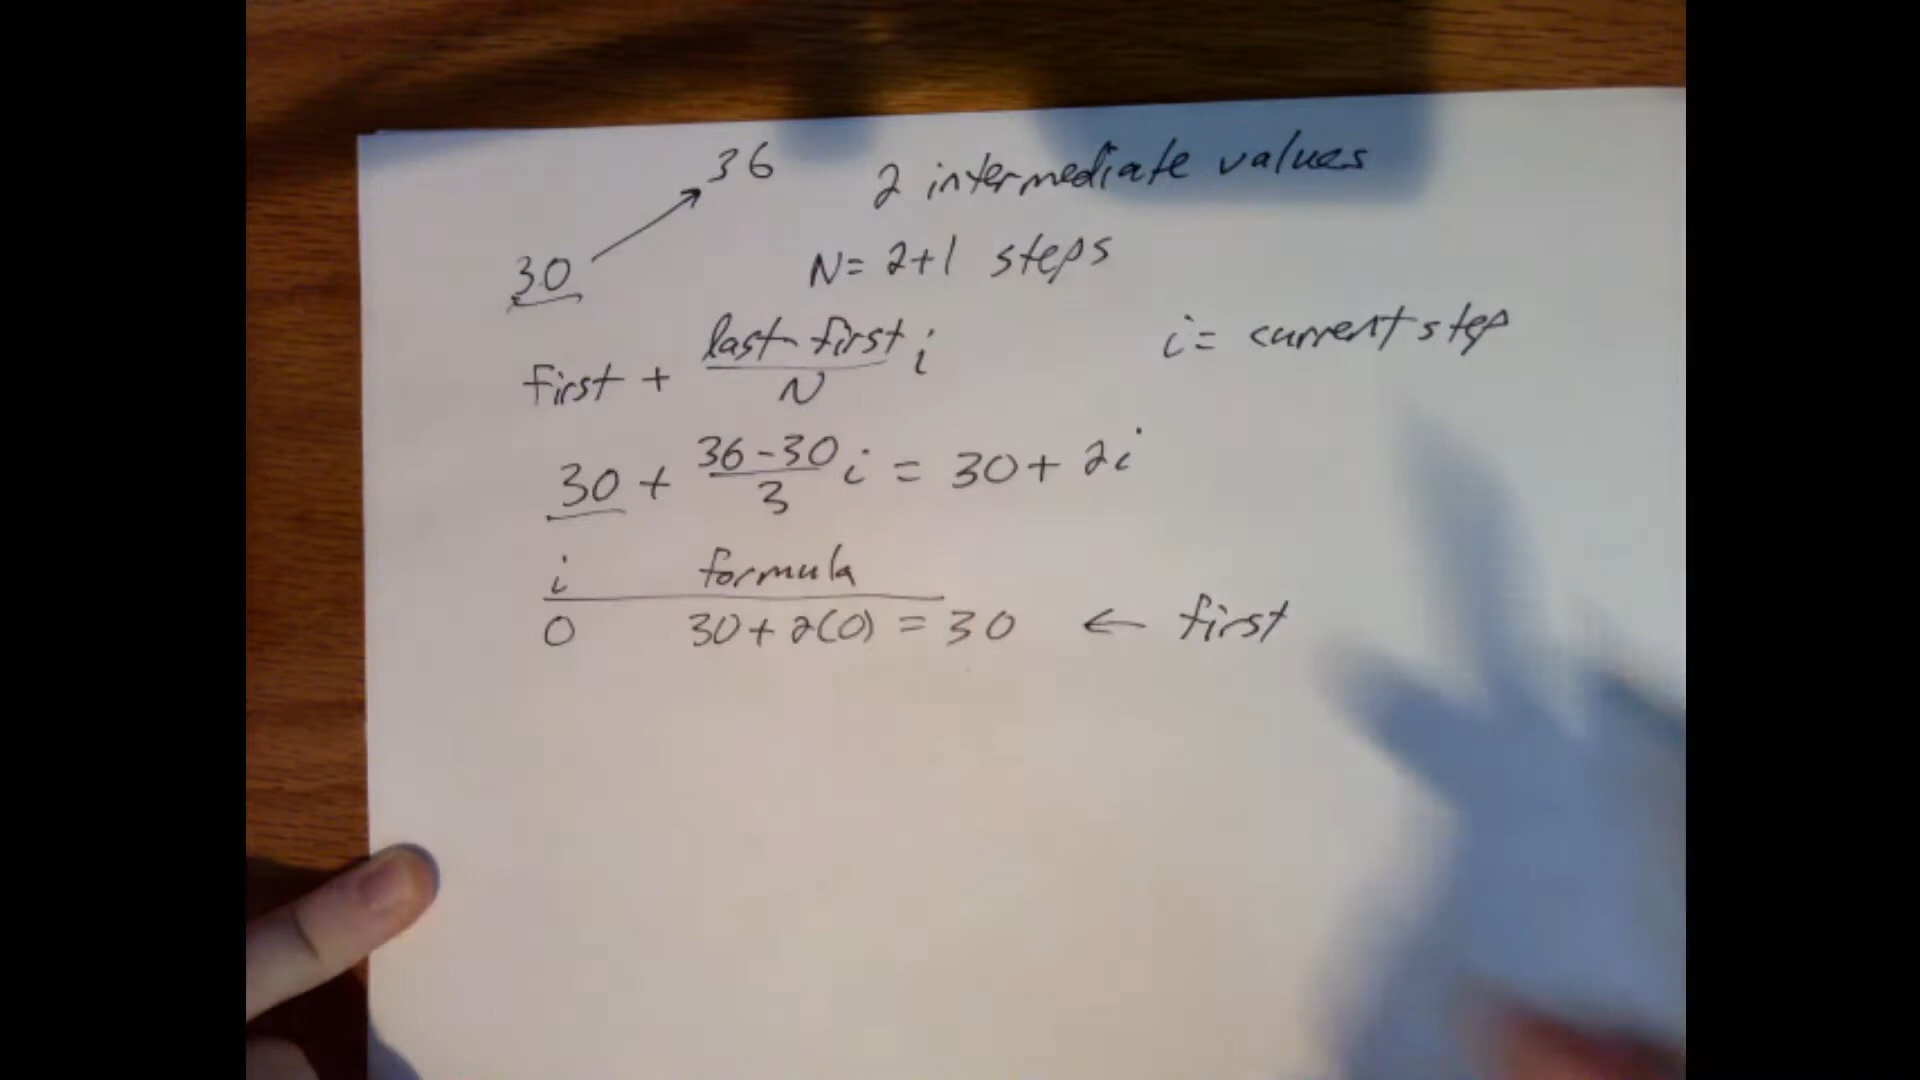 36
2 intermediate values
30
N= 2+1 steps
first + last-first/N i
i= current step
30 + 36-30/3 i = 30+ 2i
i formula
0 30+2(0) = 30 ← first